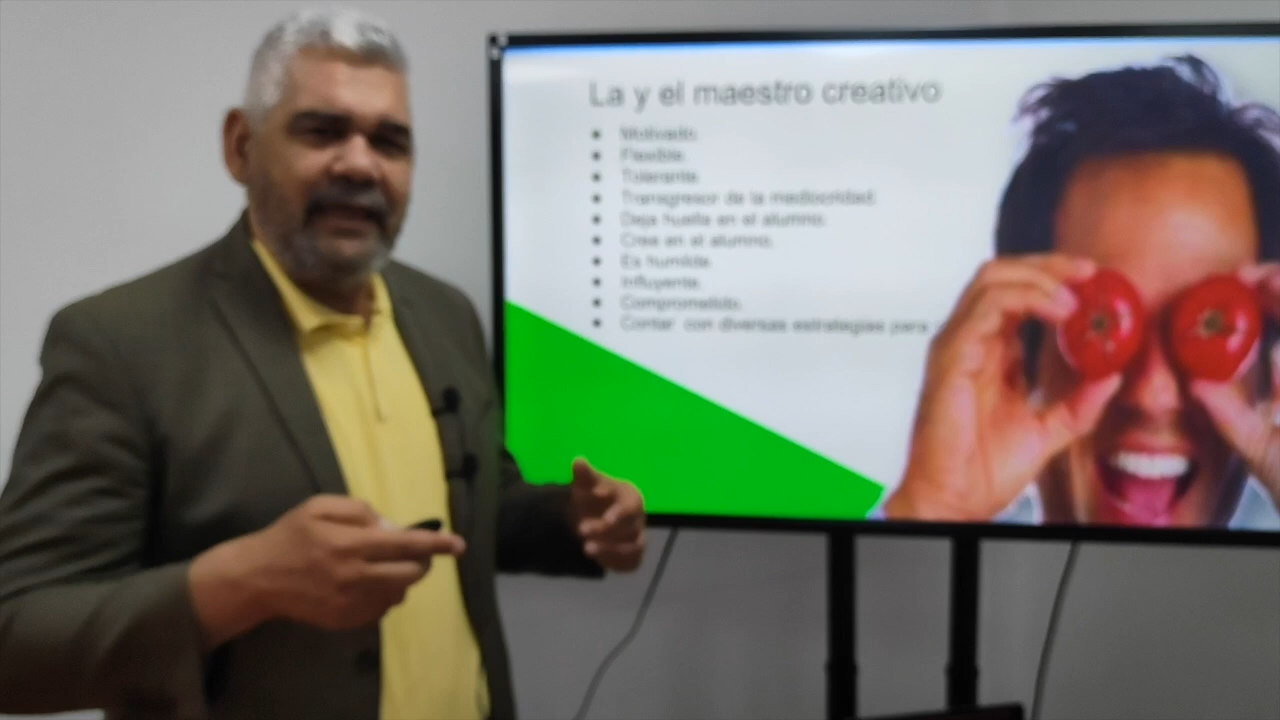 La y el maestro creativo
Motivado.
Flexible.
Tolerante.
Transgresor de la mediocridad.
Deja huella en el alumno.
Cree en el alumno.
Es humilde.
Influyente.
Comprometido.
Contar con diversas estrategias para